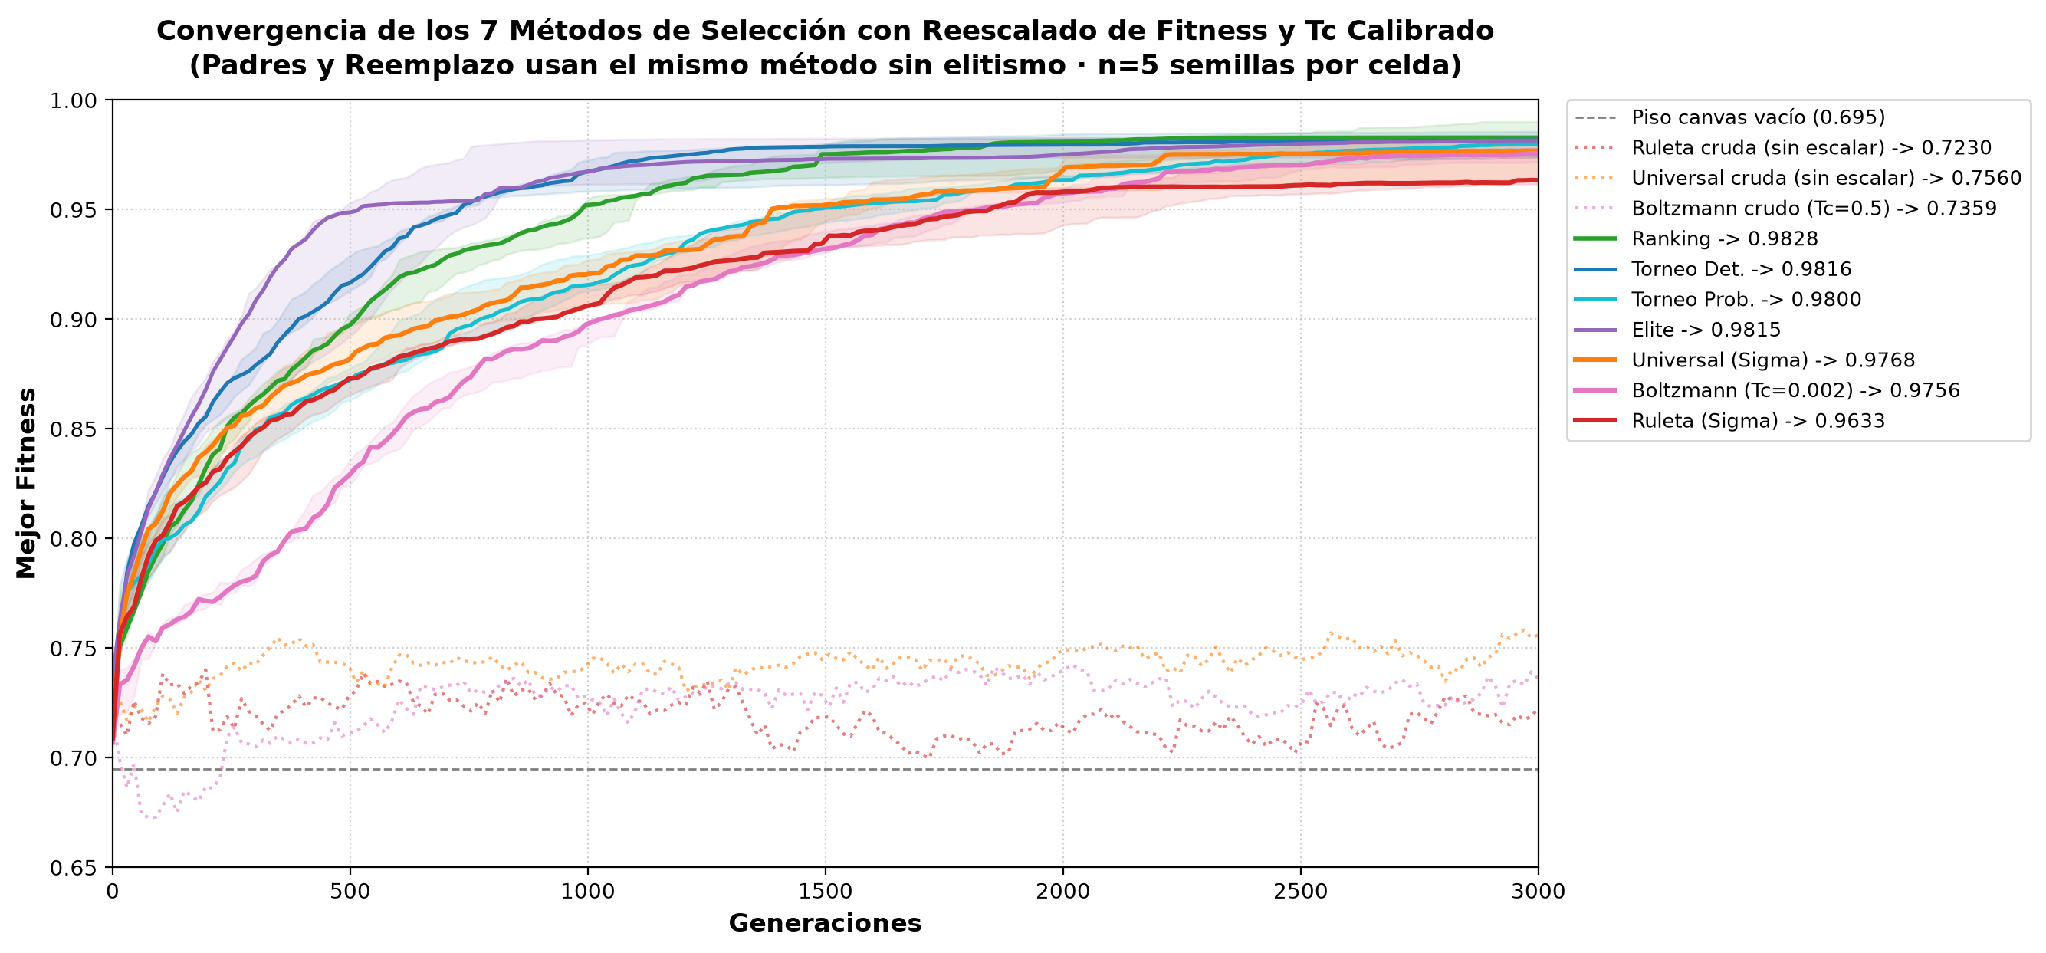 Convergencia de los 7 Métodos de Selección con Reescalado de Fitness y Tc Calibrado
(Padres y Reemplazo usan el mismo método sin elitismo · n=5 semillas por celda)
Mejor Fitness
1.00
0.95
0.90
0.85
0.80
0.75
0.70
0.65
0
500
1000
1500
2000
2500
3000
Generaciones
Piso canvas vacío (0.695)
Ruleta cruda (sin escalar) -> 0.7230
Universal cruda (sin escalar) -> 0.7560
Boltzmann crudo (Tc=0.5) -> 0.7359
Ranking -> 0.9828
Torneo Det. -> 0.9816
Torneo Prob. -> 0.9800
Elite -> 0.9815
Universal (Sigma) -> 0.9768
Boltzmann (Tc=0.002) -> 0.9756
Ruleta (Sigma) -> 0.9633